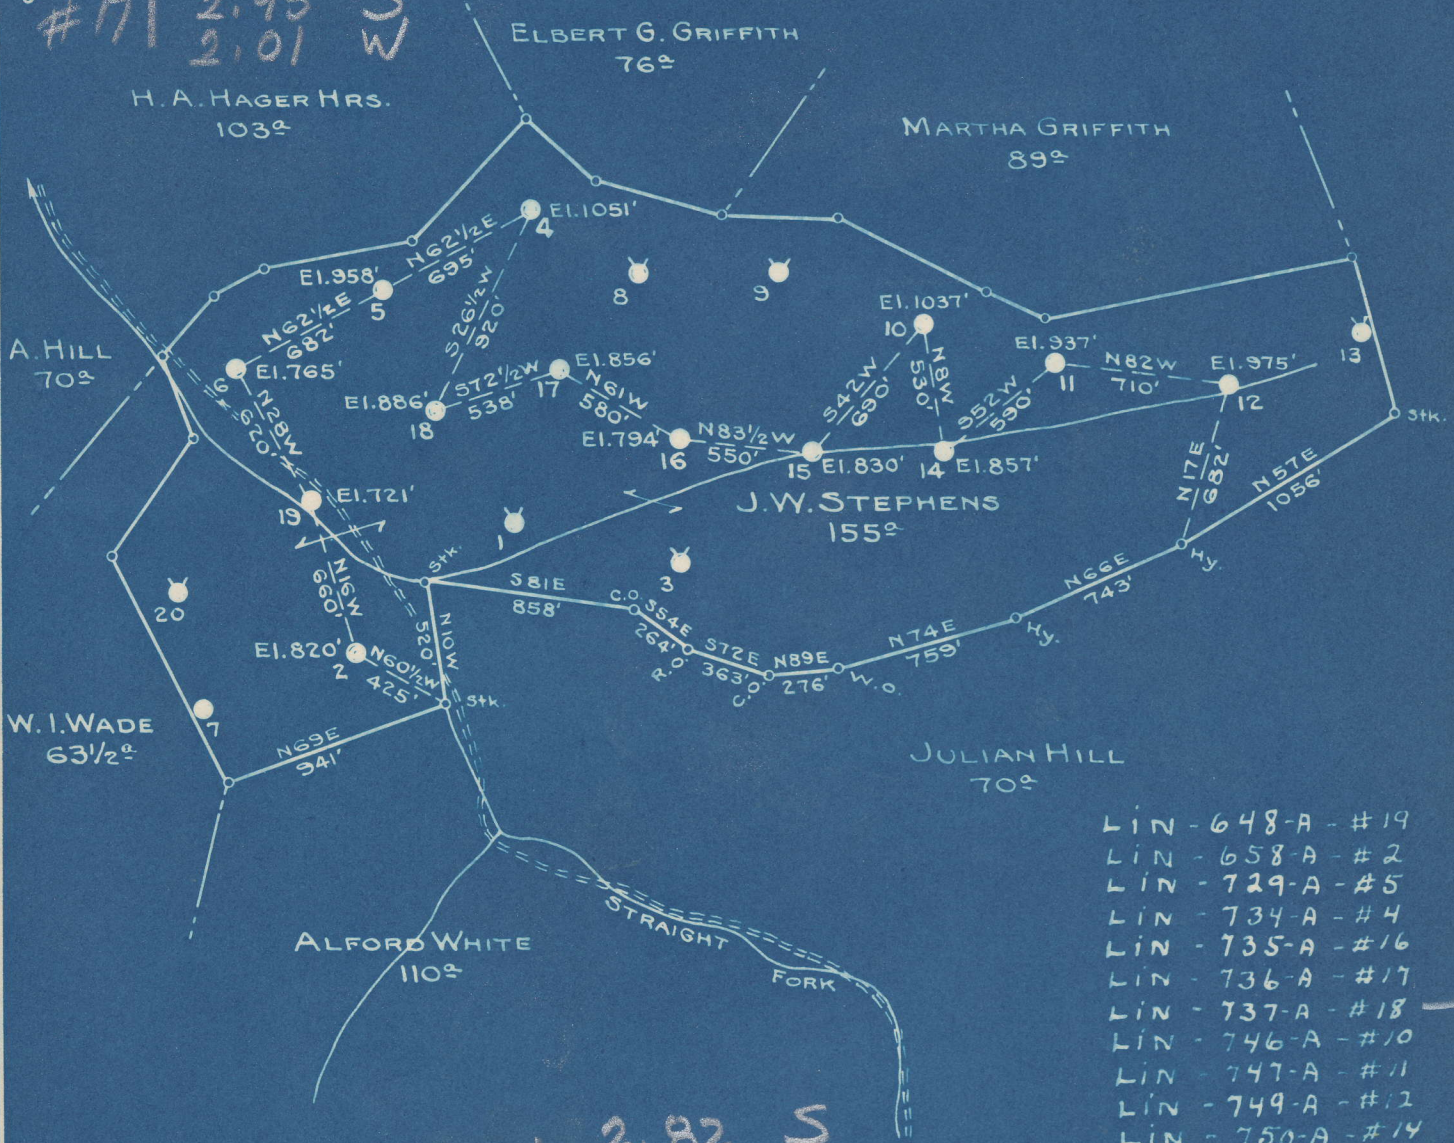 #171 2.95 S
2.01 W
ELBERT G. GRIFFITH
76ª
H. A. HAGER HRS.
103ª
MARTHA GRIFFITH
89ª
A. HILL
70ª
El. 1051'
4
N62½E
695'
El. 958'
5
N62½E
682'
6
El. 765'
S26½W
920'
8
9
El. 1037'
10
El. 937'
11
N82W
710'
El. 975'
12
13
Stk.
El. 856'
17
S72½W
538'
El. 886'
18
N61W
580'
El. 794'
16
N83½W
550'
15
El. 830'
S42W
690'
N8W
530'
S52W
590'
14
El. 857'
N28W
620'
El. 721'
19
J. W. STEPHENS
155ª
N17E
682'
N57E
1056'
1
3
Stk.
S81E
858'
C.O.
S54E
264'
R.O.
S72E
363'
C.O.
N89E
276'
W.O.
N74E
759'
Hy.
N66E
743'
Hy.
N16W
660'
20
El. 820'
2
N60½W
425'
N10W
520'
Stk.
7
N69E
941'
W. I. WADE
63½ª
JULIAN HILL
70ª
ALFORD WHITE
110ª
STRAIGHT
FORK
LiN - 648-A - #19
LiN - 658-A - #2
LiN - 729-A - #5
LiN - 734-A - #4
LiN - 735-A - #16
LiN - 736-A - #17
LiN - 737-A - #18
LiN - 746-A - #10
LiN - 747-A - #11
LiN - 749-A - #12
LiN - 750-A - #14
2.82 S